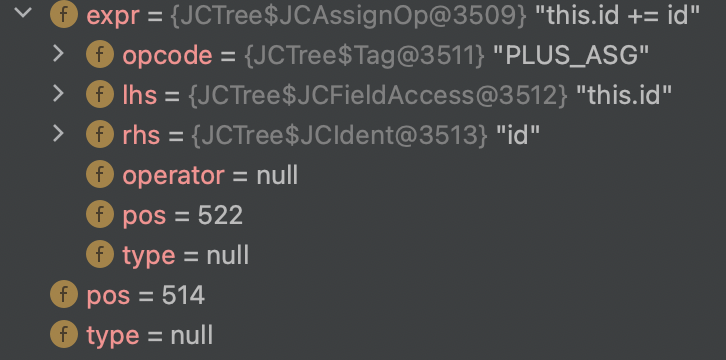 f expr = {JCTree$JCAssignOp@3509} "this.id += id"
f opcode = {JCTree$Tag@3511} "PLUS_ASG"
f lhs = {JCTree$JCFieldAccess@3512} "this.id"
f rhs = {JCTree$JCIdent@3513} "id"
f operator = null
f pos = 522
f type = null
f pos = 514
f type = null